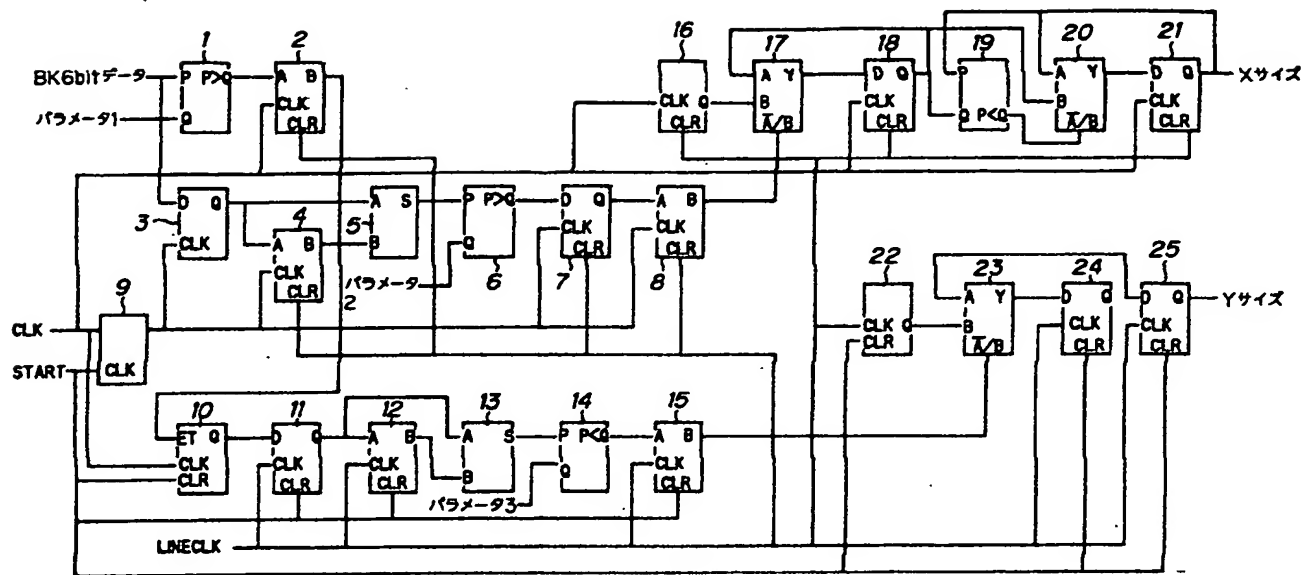 1 2 16 17 18 19 20 21
BK6bitデータ P P>Q A B
パラメータ1 Q CLK CLR
CLK Q A Y B A̅/B D Q CLK CLR P Q P<Q A Y B A̅/B D Q CLK CLR Xサイズ
3 D Q CLK
4 A B CLK CLR
5 A S B
6 P P>Q Q
パラメータ2
7 D Q CLK CLR
8 A B CLK CLR
9 CLK
CLK
START
22 23 24 25
CLK Q CLR A Y B A̅/B D Q CLK CLR D Q CLK CLR Yサイズ
10 11 12 13 14 15
ET Q CLK CLR D Q CLK CLR A B CLK CLR A S B P P<Q Q A B CLK CLR
パラメータ3
LINECLK